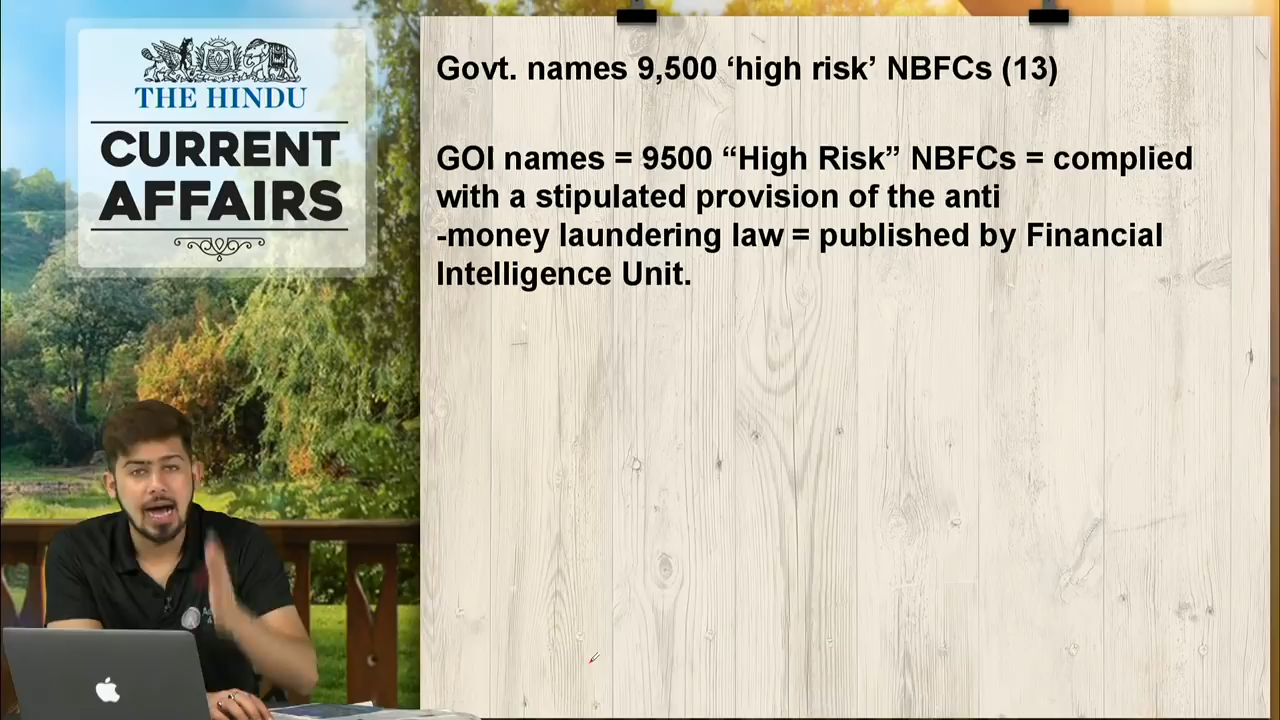 THE HINDU
CURRENT
AFFAIRS
Govt. names 9,500 ‘high risk’ NBFCs (13)
GOI names = 9500 “High Risk” NBFCs = complied
with a stipulated provision of the anti
-money laundering law = published by Financial
Intelligence Unit.